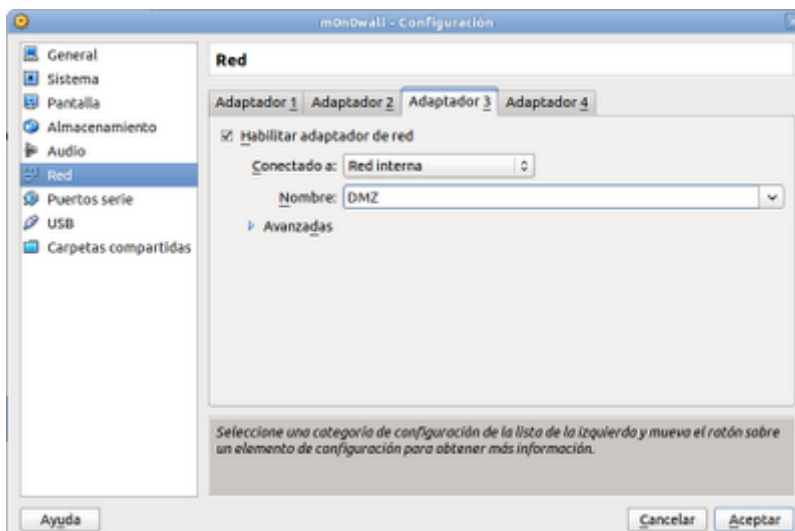 m0n0wall - Configuración
General
Sistema
Pantalla
Almacenamiento
Audio
Red
Puertos serie
USB
Carpetas compartidas
Red
Adaptador 1 Adaptador 2 Adaptador 3 Adaptador 4
Habilitar adaptador de red
Conectado a: Red interna
Nombre: DMZ
Avanzadas
Seleccione una categoría de configuración de la lista de la izquierda y mueva el ratón sobre
un elemento de configuración para obtener más información.
Ayuda Cancelar Aceptar